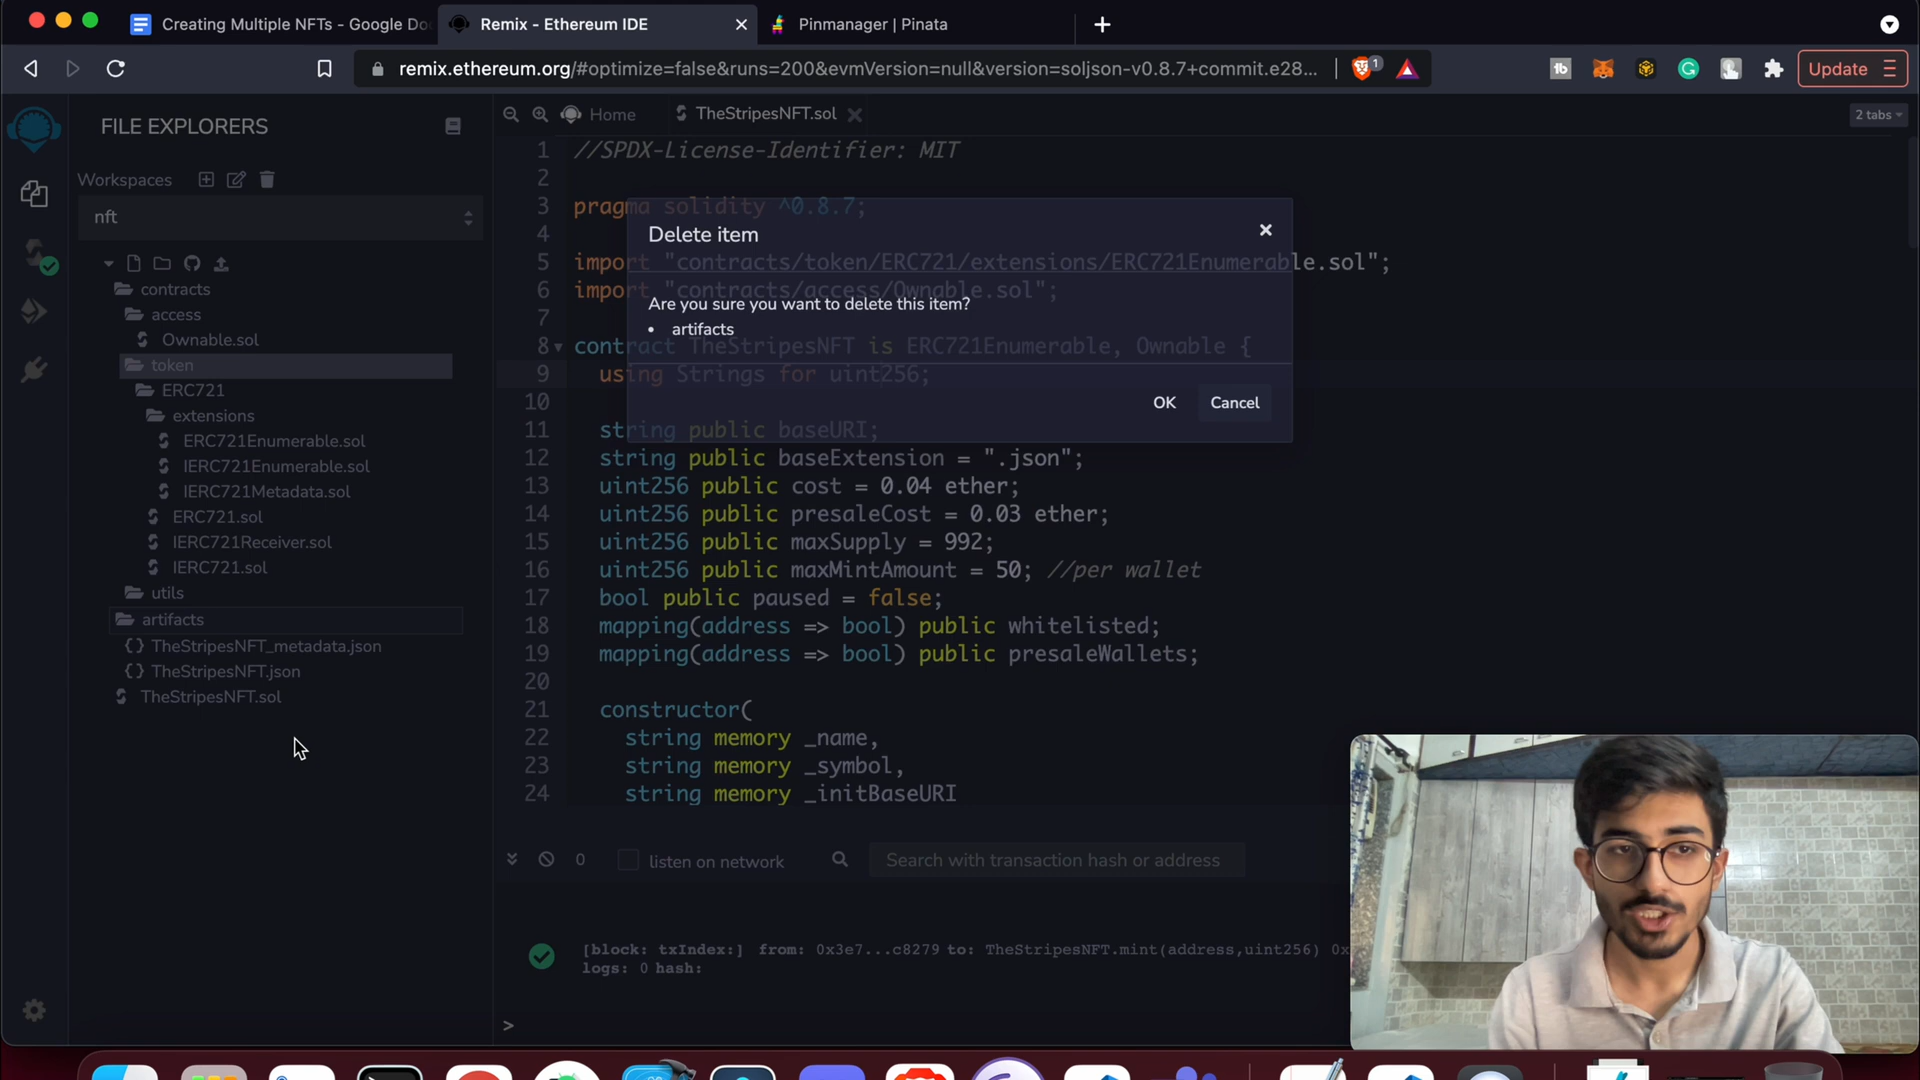 Creating Multiple NFTs - Google Do
Remix - Ethereum IDE
Pinmanager | Pinata
remix.ethereum.org/#optimize=false&runs=200&evmVersion=null&version=soljson-v0.8.7+commit.e28...
1
Update
FILE EXPLORERS
Home
TheStripesNFT.sol
2 tabs
Workspaces
nft
contracts
access
Ownable.sol
token
ERC721
extensions
ERC721Enumerable.sol
IERC721Enumerable.sol
IERC721Metadata.sol
ERC721.sol
IERC721Receiver.sol
IERC721.sol
utils
artifacts
TheStripesNFT_metadata.json
TheStripesNFT.json
TheStripesNFT.sol
1 //SPDX-License-Identifier: MIT
2
3 pragma solidity ^0.8.7;
4
5 import "contracts/token/ERC721/extensions/ERC721Enumerable.sol";
6 import "contracts/access/Ownable.sol";
7
8 contract TheStripesNFT is ERC721Enumerable, Ownable {
9 using Strings for uint256;
10
11 string public baseURI;
12 string public baseExtension = ".json";
13 uint256 public cost = 0.04 ether;
14 uint256 public presaleCost = 0.03 ether;
15 uint256 public maxSupply = 992;
16 uint256 public maxMintAmount = 50; //per wallet
17 bool public paused = false;
18 mapping(address => bool) public whitelisted;
19 mapping(address => bool) public presaleWallets;
20
21 constructor(
22 string memory _name,
23 string memory _symbol,
24 string memory _initBaseURI
Delete item
Are you sure you want to delete this item?
• artifacts
OK
Cancel
0
listen on network
Search with transaction hash or address
[block: txIndex:] from: 0x3e7...c8279 to: TheStripesNFT.mint(address,uint256) 0x
logs: 0 hash:
>